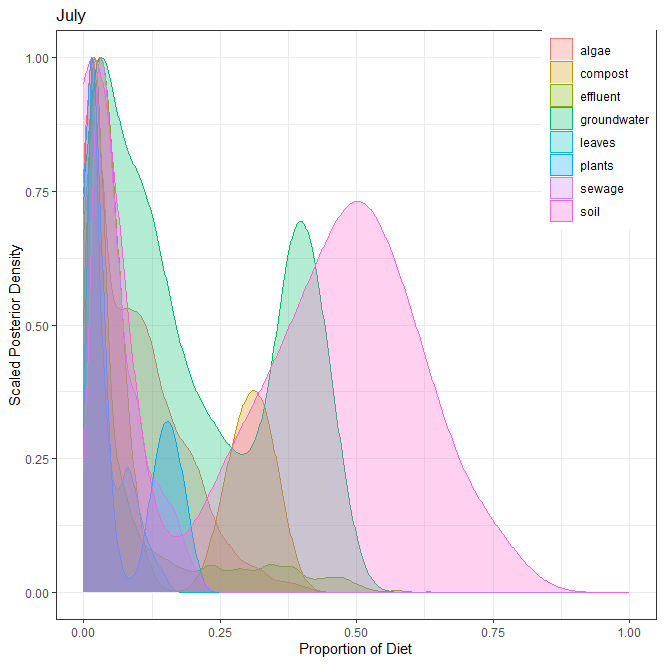 July
algae
compost
effluent
groundwater
leaves
plants
sewage
soil
1.00
0.75
0.50
0.25
0.00
Scaled Posterior Density
0.00 0.25 0.50 0.75 1.00
Proportion of Diet